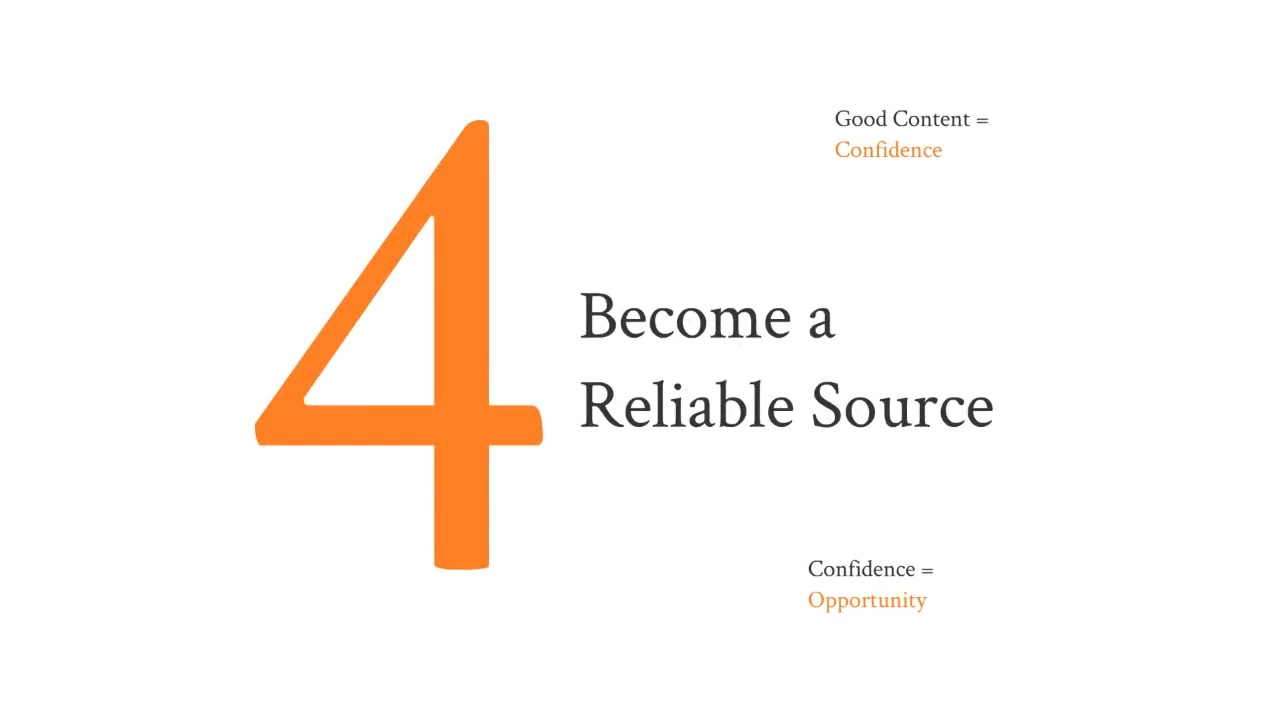 Good Content =
Confidence
4
Become a
Reliable Source
Confidence =
Opportunity